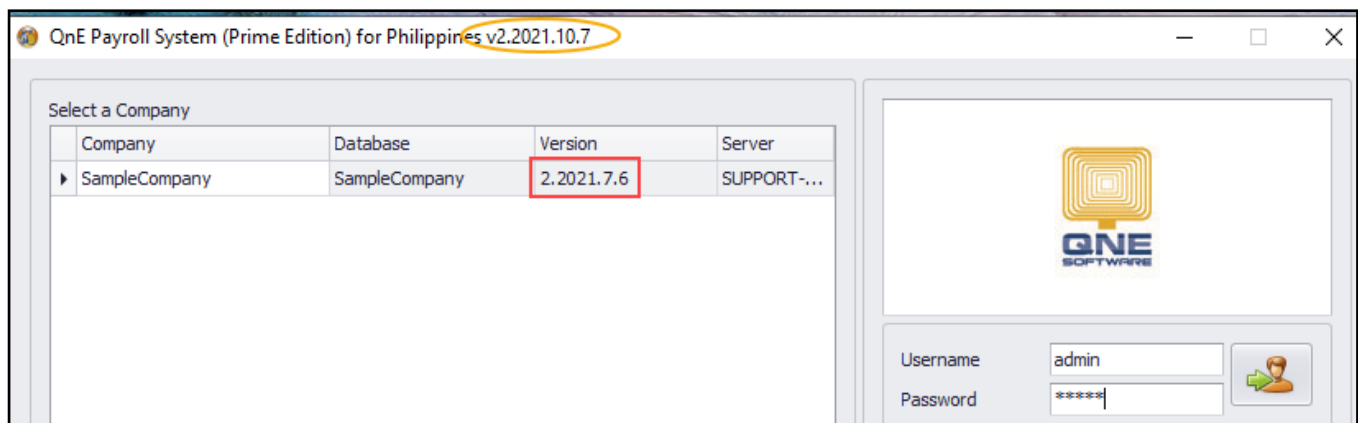 QnE Payroll System (Prime Edition) for Philippines v2.2021.10.7
Select a Company
Company Database Version Server
SampleCompany SampleCompany 2.2021.7.6 SUPPORT-...
QNE
SOFTWARE
Username admin
Password *****